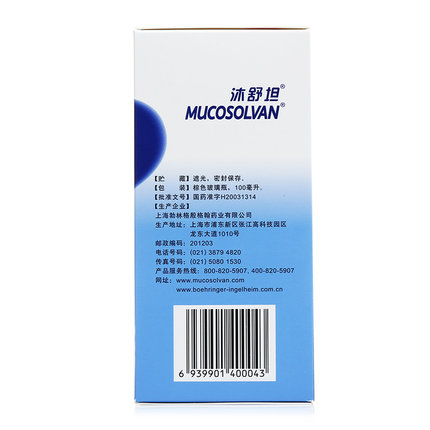 沐舒坦®
MUCOSOLVAN®
【贮 藏】遮光，密封保存。
【包 装】棕色玻璃瓶，100毫升。
【批准文号】国药准字H20031314
【生产企业】
上海勃林格殷格翰药业有限公司
生产地址：上海市浦东新区张江高科技园区
龙东大道1010号
邮政编码：201203
电话号码：(021) 3879 4820
传真号码：(021) 5080 1530
产品服务热线：800-820-5907, 400-820-5907
网址：www.mucosolvan.com
www.boehringer-ingelheim.com.cn
6 939901 400043